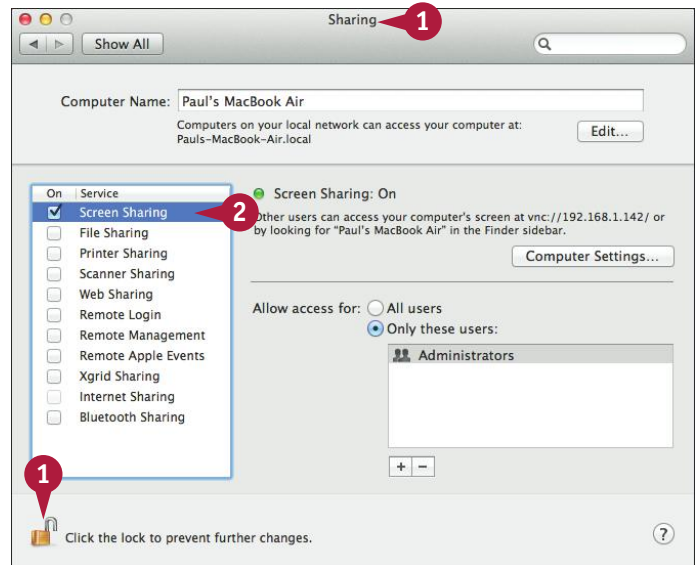 Sharing
1
Show All
Computer Name: Paul's MacBook Air
Computers on your local network can access your computer at:
Pauls-MacBook-Air.local
Edit...
On Service
Screen Sharing
2
File Sharing
Printer Sharing
Scanner Sharing
Web Sharing
Remote Login
Remote Management
Remote Apple Events
Xgrid Sharing
Internet Sharing
Bluetooth Sharing
Screen Sharing: On
Other users can access your computer's screen at vnc://192.168.1.142/ or
by looking for “Paul's MacBook Air” in the Finder sidebar.
Computer Settings...
Allow access for: All users
Only these users:
Administrators
+ −
1
Click the lock to prevent further changes.
?